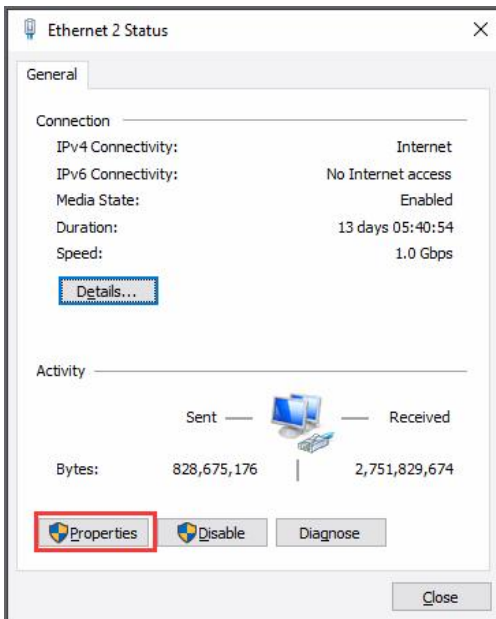 Ethernet 2 Status
General
Connection
IPv4 Connectivity: Internet
IPv6 Connectivity: No Internet access
Media State: Enabled
Duration: 13 days 05:40:54
Speed: 1.0 Gbps
Details...
Activity
Sent Received
Bytes: 828,675,176 2,751,829,674
Properties Disable Diagnose
Close